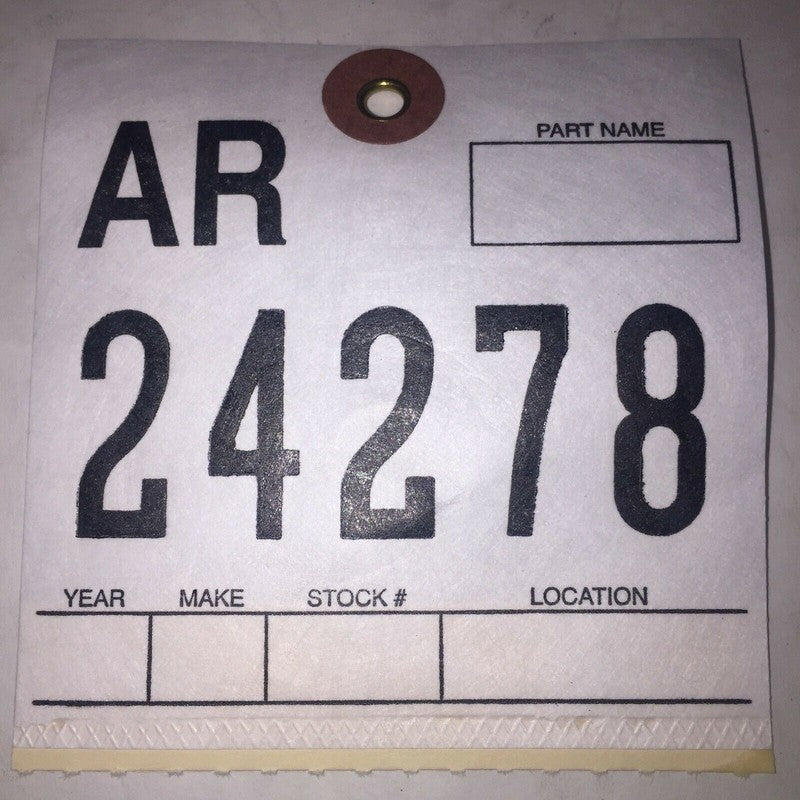 AR
PART NAME
24278
YEAR MAKE STOCK # LOCATION